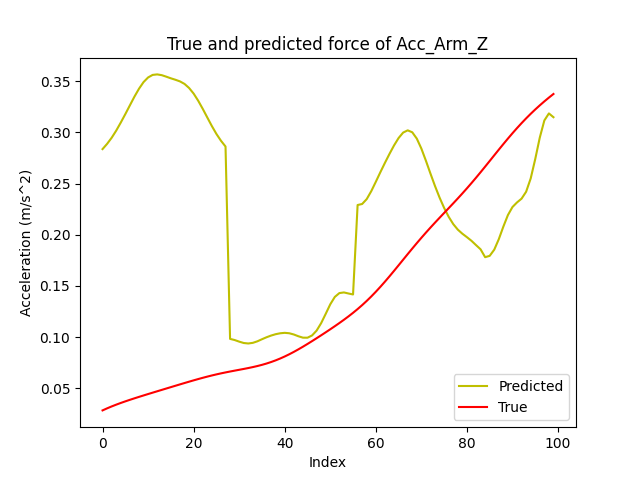 True and predicted force of Acc_Arm_Z
Acceleration (m/s^2)
0.35
0.30
0.25
0.20
0.15
0.10
0.05
0 20 40 60 80 100
Index
Predicted
True